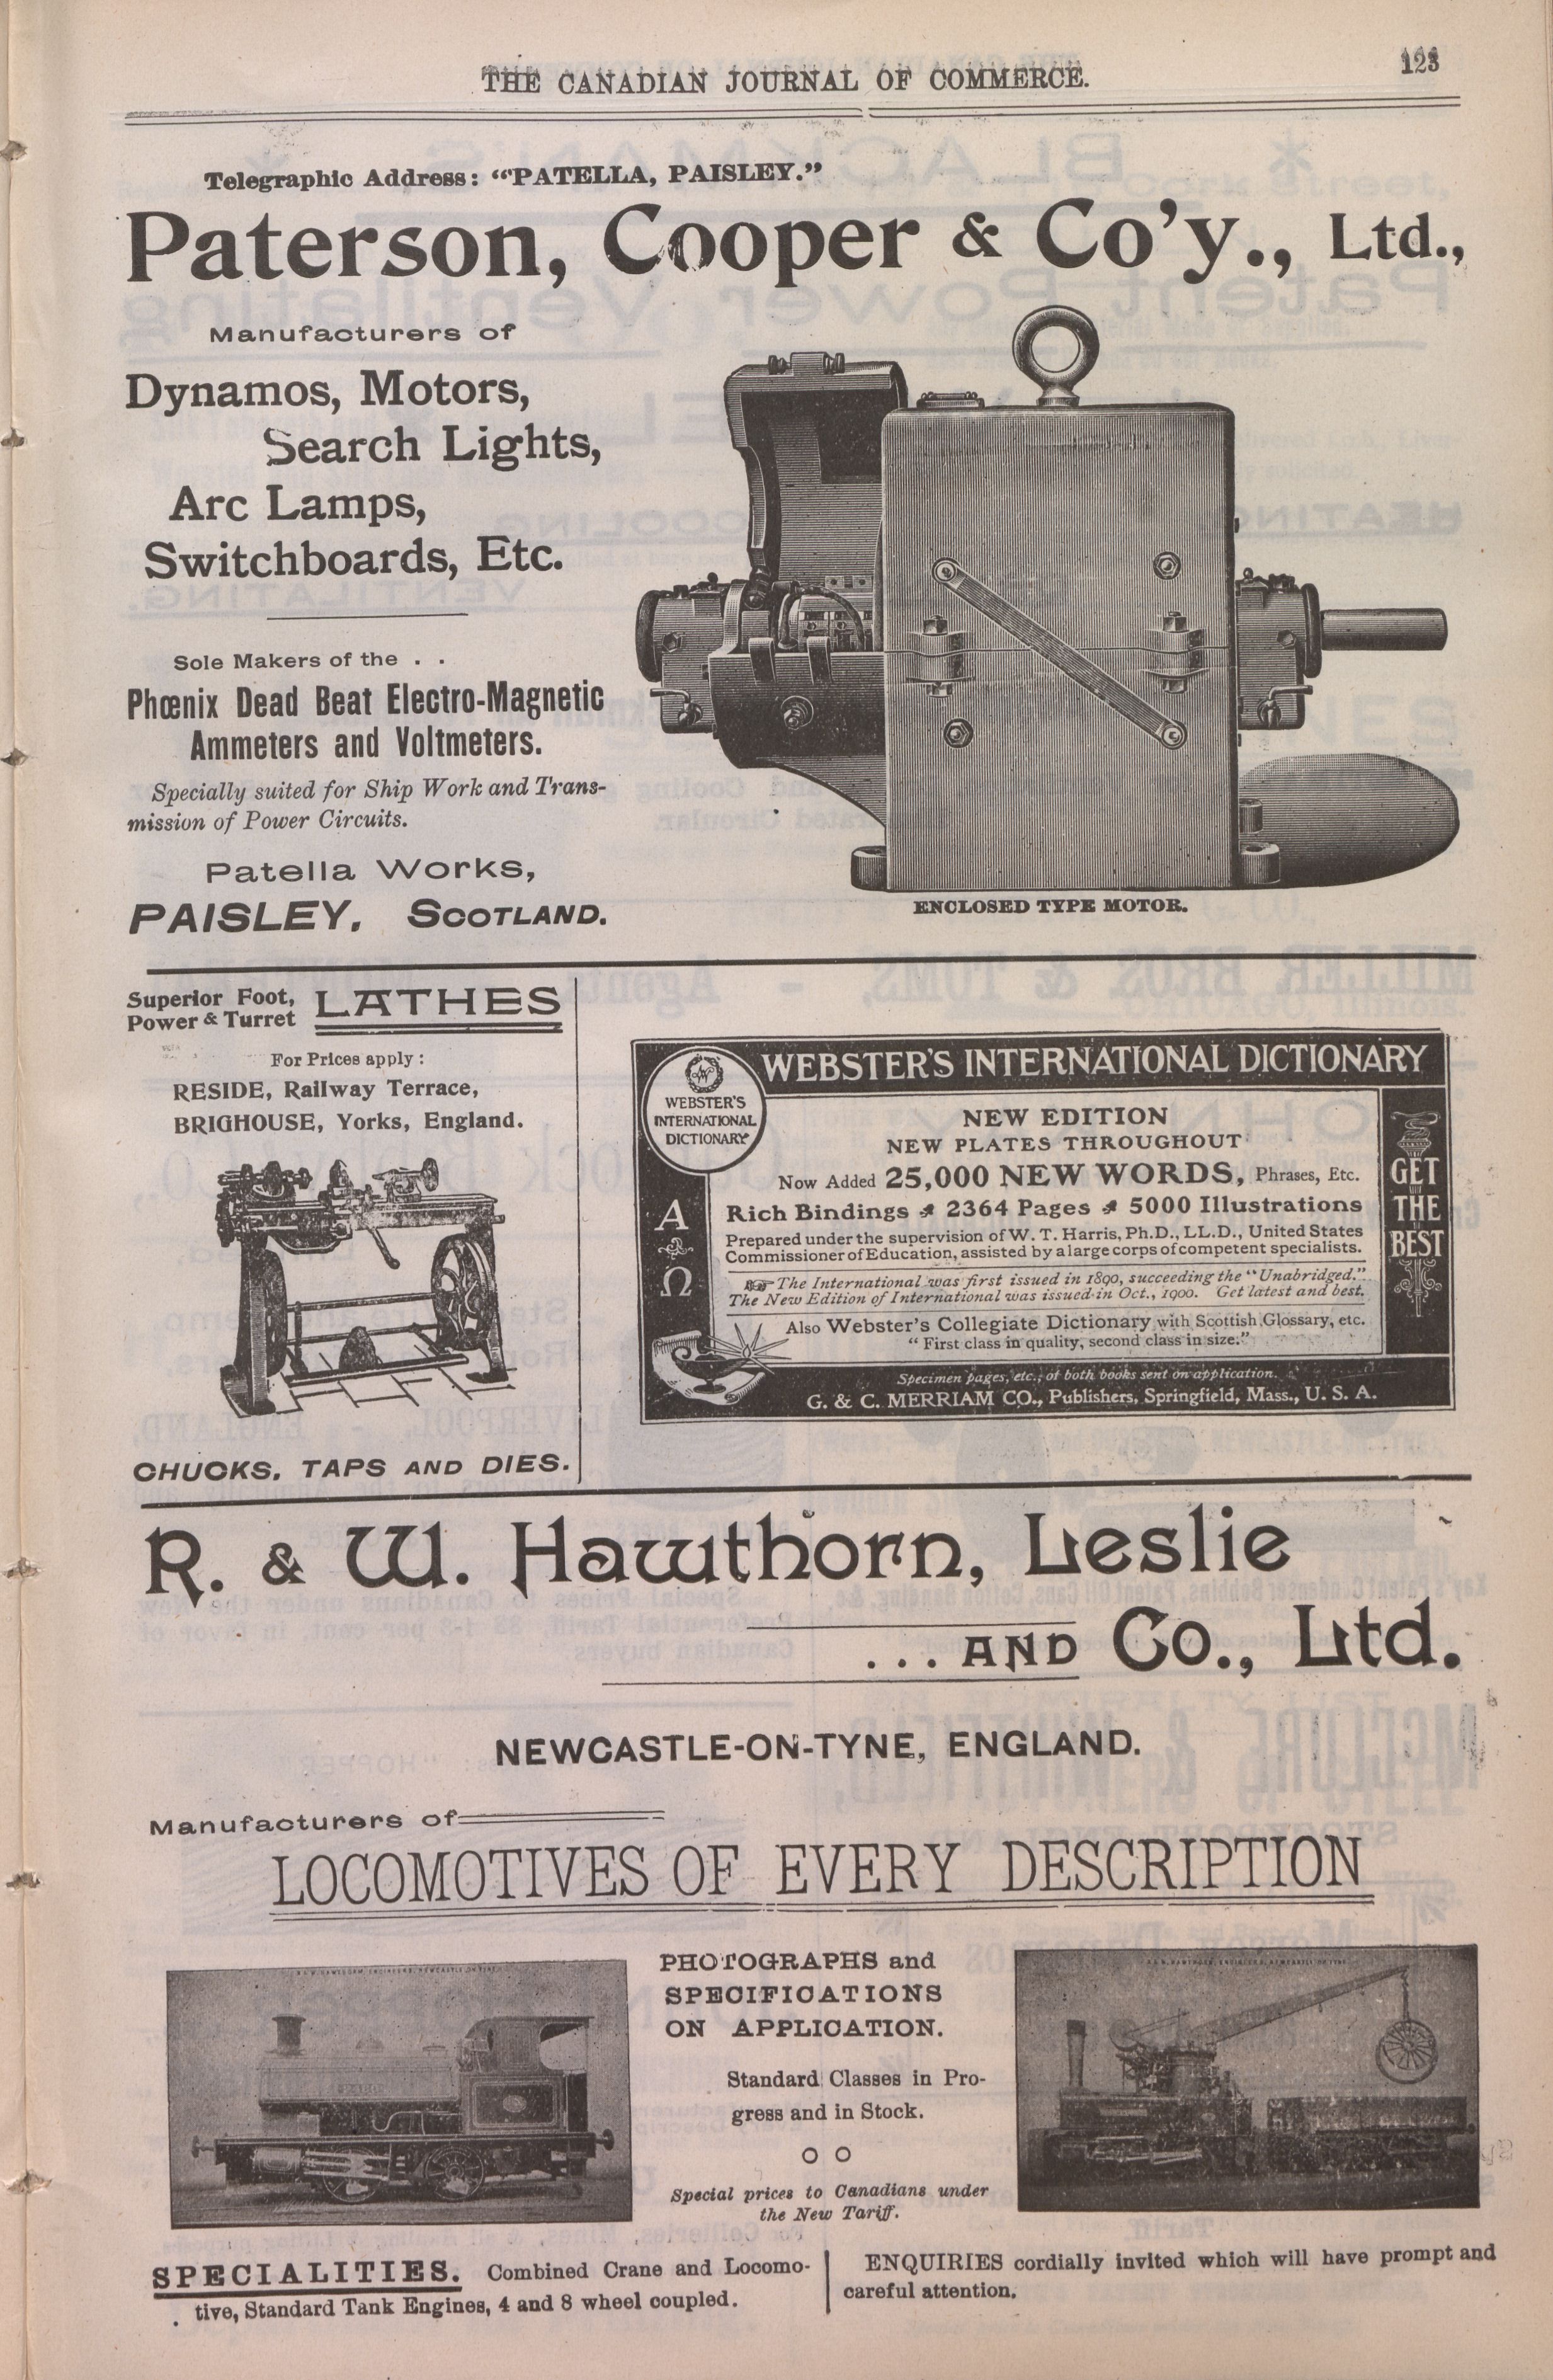 THE CANADIAN JOURNAL OF COMMERCE.
123
Telegraphic Address: "PATELLA, PAISLEY."
Paterson, Cooper & Co'y., Ltd.,
Manufacturers of
Dynamos, Motors,
Search Lights,
Arc Lamps,
Switchboards, Etc.
Sole Makers of the . .
Phœnix Dead Beat Electro-Magnetic
Ammeters and Voltmeters.
Specially suited for Ship Work and Trans-
mission of Power Circuits.
Patella Works,
PAISLEY, SCOTLAND.
ENCLOSED TYPE MOTOR.
Superior Foot,
Power & Turret
LATHES
For Prices apply:
RESIDE, Railway Terrace,
BRIGHOUSE, Yorks, England.
CHUCKS, TAPS AND DIES.
WEBSTER'S INTERNATIONAL DICTIONARY
WEBSTER'S
INTERNATIONAL
DICTIONARY
A
Ω
NEW EDITION
NEW PLATES THROUGHOUT
Now Added 25,000 NEW WORDS, Phrases, Etc.
Rich Bindings 2364 Pages 5000 Illustrations
Prepared under the supervision of W. T. Harris, Ph.D., LL.D., United States
Commissioner of Education, assisted by a large corps of competent specialists.
The International was first issued in 1890, succeeding the "Unabridged."
The New Edition of International was issued in Oct., 1900. Get latest and best.
Also Webster's Collegiate Dictionary with Scottish Glossary, etc.
"First class in quality, second class in size."
GET
THE
BEST
Specimen pages, etc., of both books sent on application.
G. & C. MERRIAM CO., Publishers, Springfield, Mass., U. S. A.
R. & W. Hawthorn, Leslie
... AND Co., Ltd.
NEWCASTLE-ON-TYNE, ENGLAND.
Manufacturers of
LOCOMOTIVES OF EVERY DESCRIPTION
PHOTOGRAPHS and
SPECIFICATIONS
ON APPLICATION.
Standard Classes in Pro-
gress and in Stock.
Special prices to Canadians under
the New Tariff.
SPECIALITIES. Combined Crane and Locomo-
tive, Standard Tank Engines, 4 and 8 wheel coupled.
ENQUIRIES cordially invited which will have prompt and
careful attention.